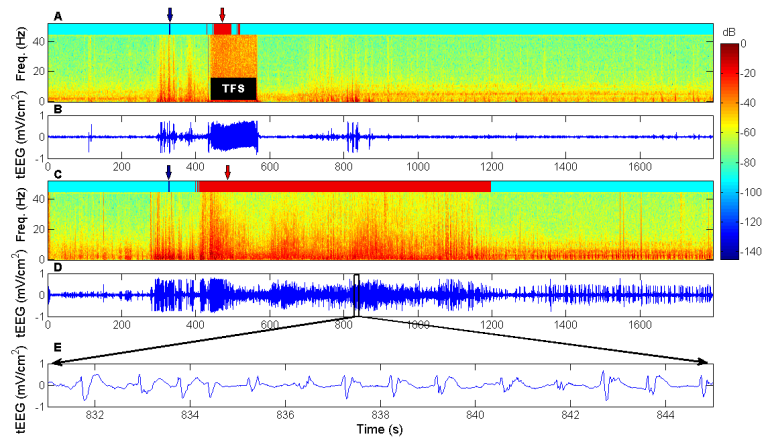 A
dB
Freq. (Hz)
40
20
0
TFS
0
-20
-40
-60
-80
-100
-120
-140
B
tEEG (mV/cm²)
1
0
-1
0 200 400 600 800 1000 1200 1400 1600
C
Freq. (Hz)
40
20
0
D
tEEG (mV/cm²)
1
0
-1
0 200 400 600 800 1000 1200 1400 1600
E
tEEG (mV/cm²)
1
0
-1
832 834 836 838 840 842 844
Time (s)